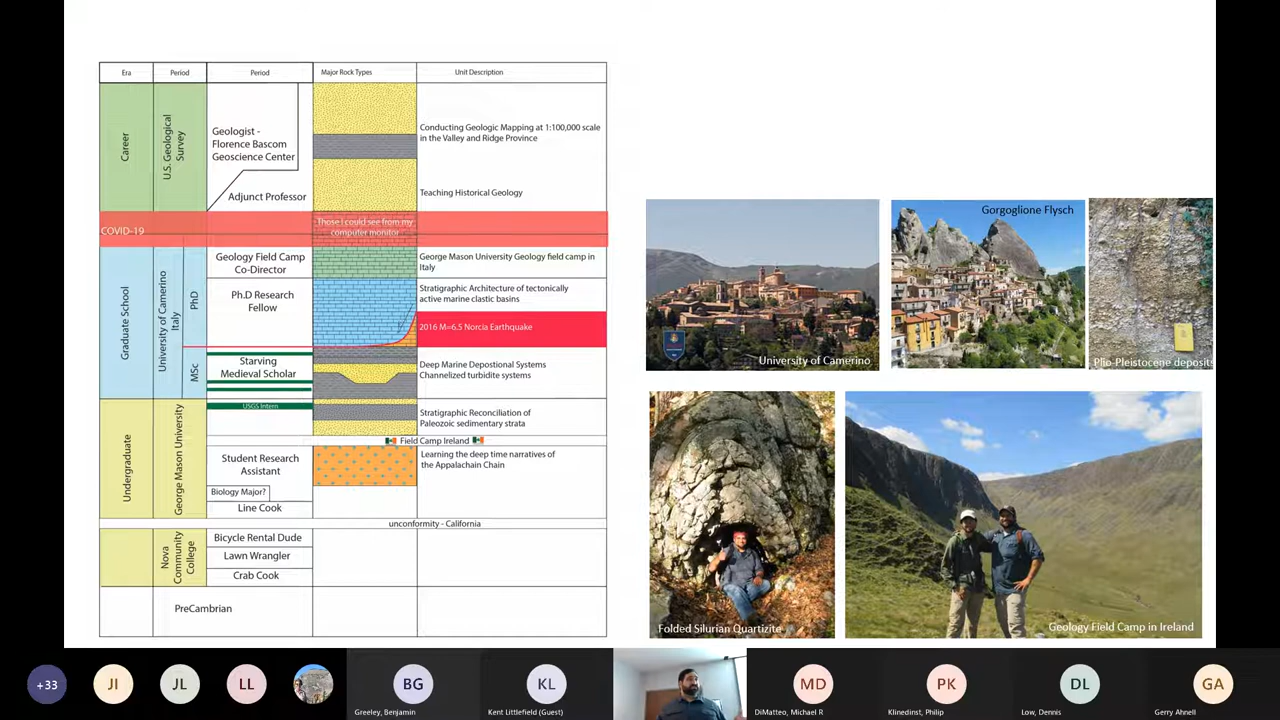 Era
Period
Period
Major Rock Types
Unit Description
Career
U.S. Geological
Survey
Geologist -
Florence Bascom
Geoscience Center
Adjunct Professor
Conducting Geologic Mapping at 1:100,000 scale
in the Valley and Ridge Province
Teaching Historical Geology
COVID-19
Those I could see from my
computer monitor
Graduate School
University of Camerino
Italy
PhD
MSc
Geology Field Camp
Co-Director
George Mason University Geology field camp in
Italy
Ph.D Research
Fellow
Stratigraphic Architecture of tectonically
active marine clastic basins
2016 M=6.5 Norcia Earthquake
Starving
Medieval Scholar
Deep Marine Depostional Systems
Channelized turbidite systems
Undergraduate
George Mason University
USGS Intern
Stratigraphic Reconciliation of
Paleozoic sedimentary strata
Field Camp Ireland
Student Research
Assistant
Learning the deep time narratives of
the Appalachain Chain
Biology Major?
Line Cook
unconformity - California
Nova
Community
College
Bicycle Rental Dude
Lawn Wrangler
Crab Cook
PreCambrian
University of Camerino
Gorgoglione Flysch
Plio-Pleistocene deposits
Folded Silurian Quartizite
Geology Field Camp in Ireland
+33
JI
JL
LL
BG
Greeley, Benjamin
KL
Kent Littlefield (Guest)
MD
DiMatteo, Michael R
PK
Klinedinst, Philip
DL
Low, Dennis
GA
Gerry Ahnell